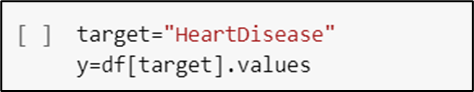 [ ] target="HeartDisease"
y=df[target].values